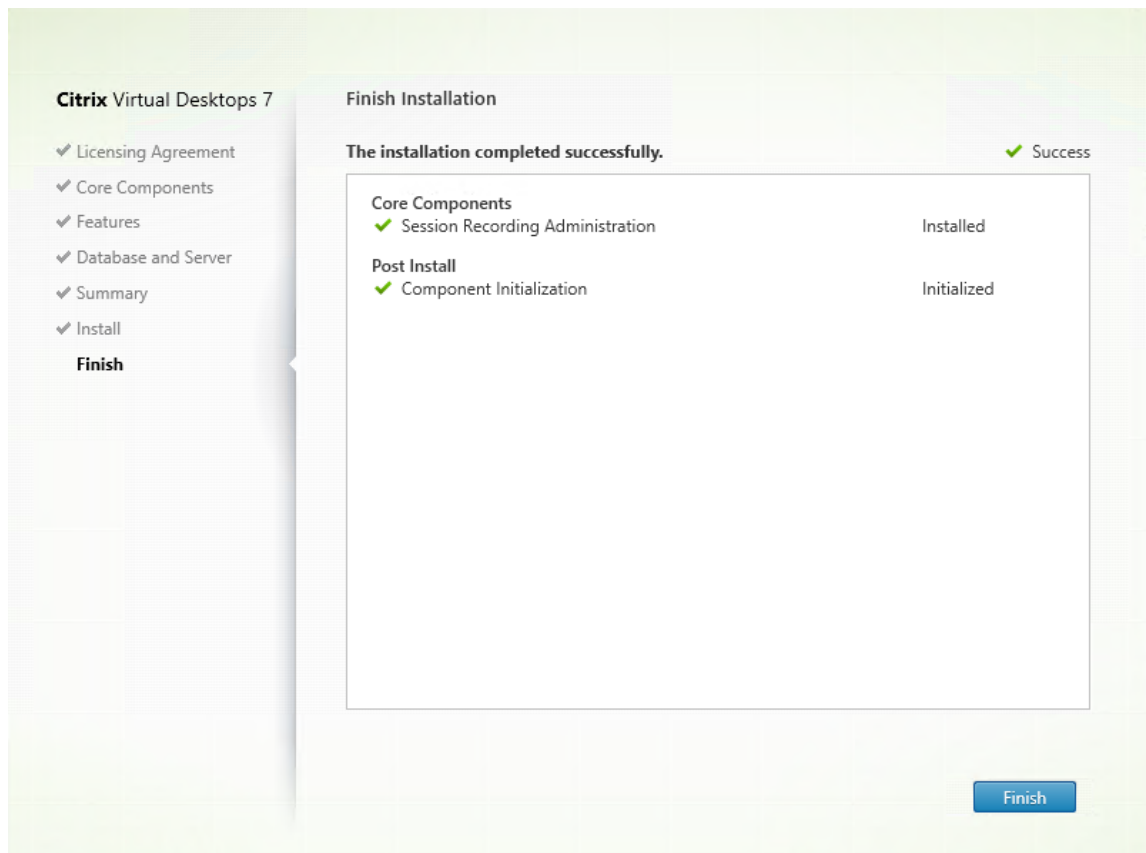 Citrix Virtual Desktops 7
Licensing Agreement
Core Components
Features
Database and Server
Summary
Install
Finish
Finish Installation
The installation completed successfully.
Success
Core Components
Session Recording Administration Installed
Post Install
Component Initialization Initialized
Finish